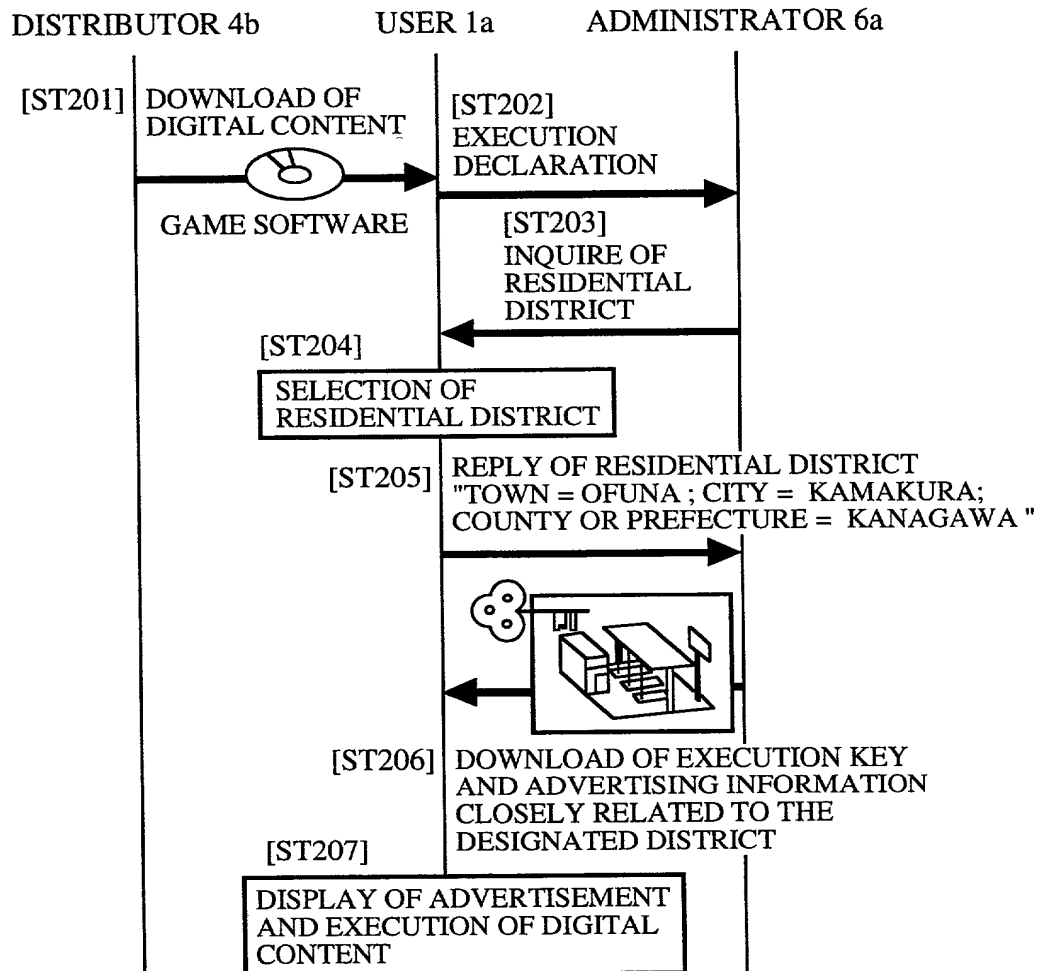 DISTRIBUTOR 4b
USER 1a
ADMINISTRATOR 6a
[ST201]
DOWNLOAD OF
DIGITAL CONTENT
GAME SOFTWARE
[ST202]
EXECUTION
DECLARATION
[ST203]
INQUIRE OF
RESIDENTIAL
DISTRICT
[ST204]
SELECTION OF
RESIDENTIAL DISTRICT
[ST205]
REPLY OF RESIDENTIAL DISTRICT
"TOWN = OFUNA ; CITY = KAMAKURA;
COUNTY OR PREFECTURE = KANAGAWA "
[ST206]
DOWNLOAD OF EXECUTION KEY
AND ADVERTISING INFORMATION
CLOSELY RELATED TO THE
DESIGNATED DISTRICT
[ST207]
DISPLAY OF ADVERTISEMENT
AND EXECUTION OF DIGITAL
CONTENT